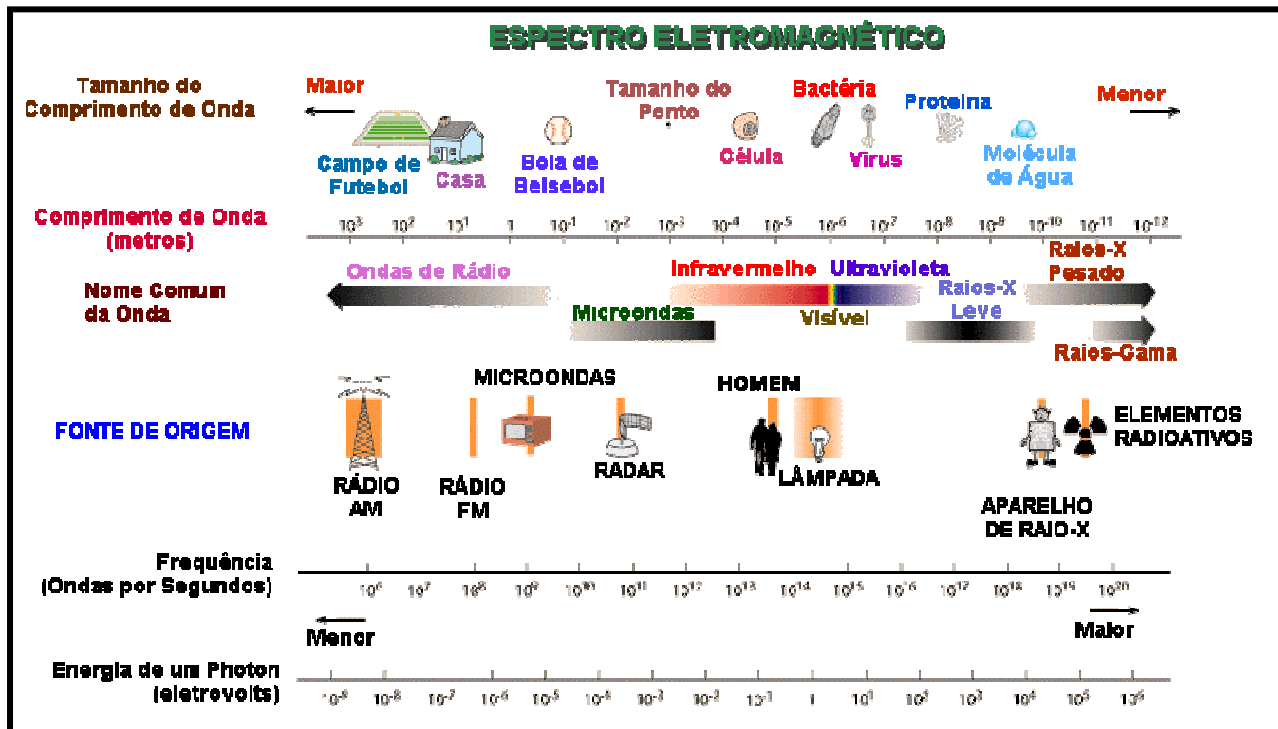 ESPECTRO ELETROMAGNÉTICO
Tamanho do
Comprimento de Onda
Maior
Campo de
Futebol
Casa
Bola de
Beisebol
Tamanho do
Ponto
Célula
Bactéria
Vírus
Proteína
Molécula
de Água
Menor
Comprimento de Onda
(metros)
10³ 10² 10¹ 1 10⁻¹ 10⁻² 10⁻³ 10⁻⁴ 10⁻⁵ 10⁻⁶ 10⁻⁷ 10⁻⁸ 10⁻⁹ 10⁻¹⁰ 10⁻¹¹ 10⁻¹²
Nome Comum
da Onda
Ondas de Rádio
Microondas
Infravermelho
Visível
Ultravioleta
Raios-X
Leve
Raios-X
Pesado
Raios-Gama
FONTE DE ORIGEM
RÁDIO
AM
RÁDIO
FM
MICROONDAS
RADAR
HOMEM
LÂMPADA
APARELHO
DE RAIO-X
ELEMENTOS
RADIOATIVOS
Frequência
(Ondas por Segundos)
10⁶ 10⁷ 10⁸ 10⁹ 10¹⁰ 10¹¹ 10¹² 10¹³ 10¹⁴ 10¹⁵ 10¹⁶ 10¹⁷ 10¹⁸ 10¹⁹ 10²⁰
Menor
Maior
Energia de um Photon
(eletrovolts)
10⁻⁹ 10⁻⁸ 10⁻⁷ 10⁻⁶ 10⁻⁵ 10⁻⁴ 10⁻³ 10⁻² 10⁻¹ 1 10¹ 10² 10³ 10⁴ 10⁵ 10⁶